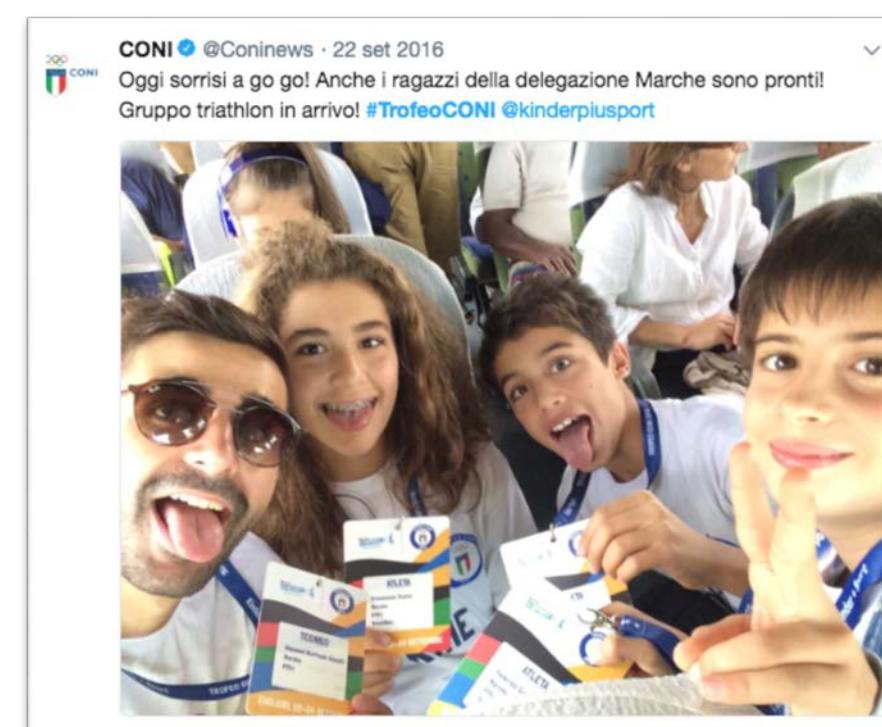 CONI @Coninews · 22 set 2016
CONI
Oggi sorrisi a go go! Anche i ragazzi della delegazione Marche sono pronti!
Gruppo triathlon in arrivo! #TrofeoCONI @kinderpiusport
ATLETA
TECNICO
ATLETA